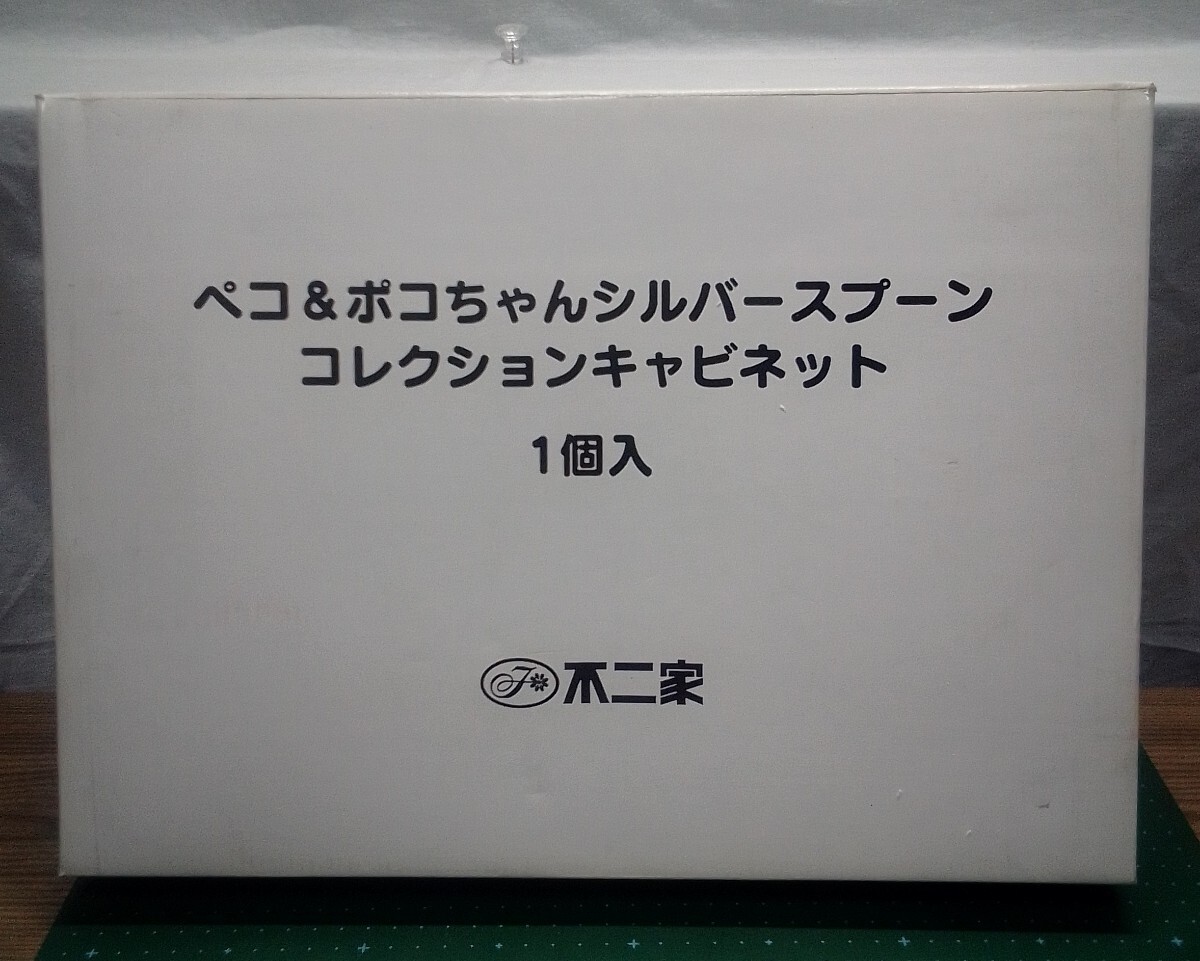 ペコ＆ポコちゃんシルバースプーン
コレクションキャビネット
1個入
不二家